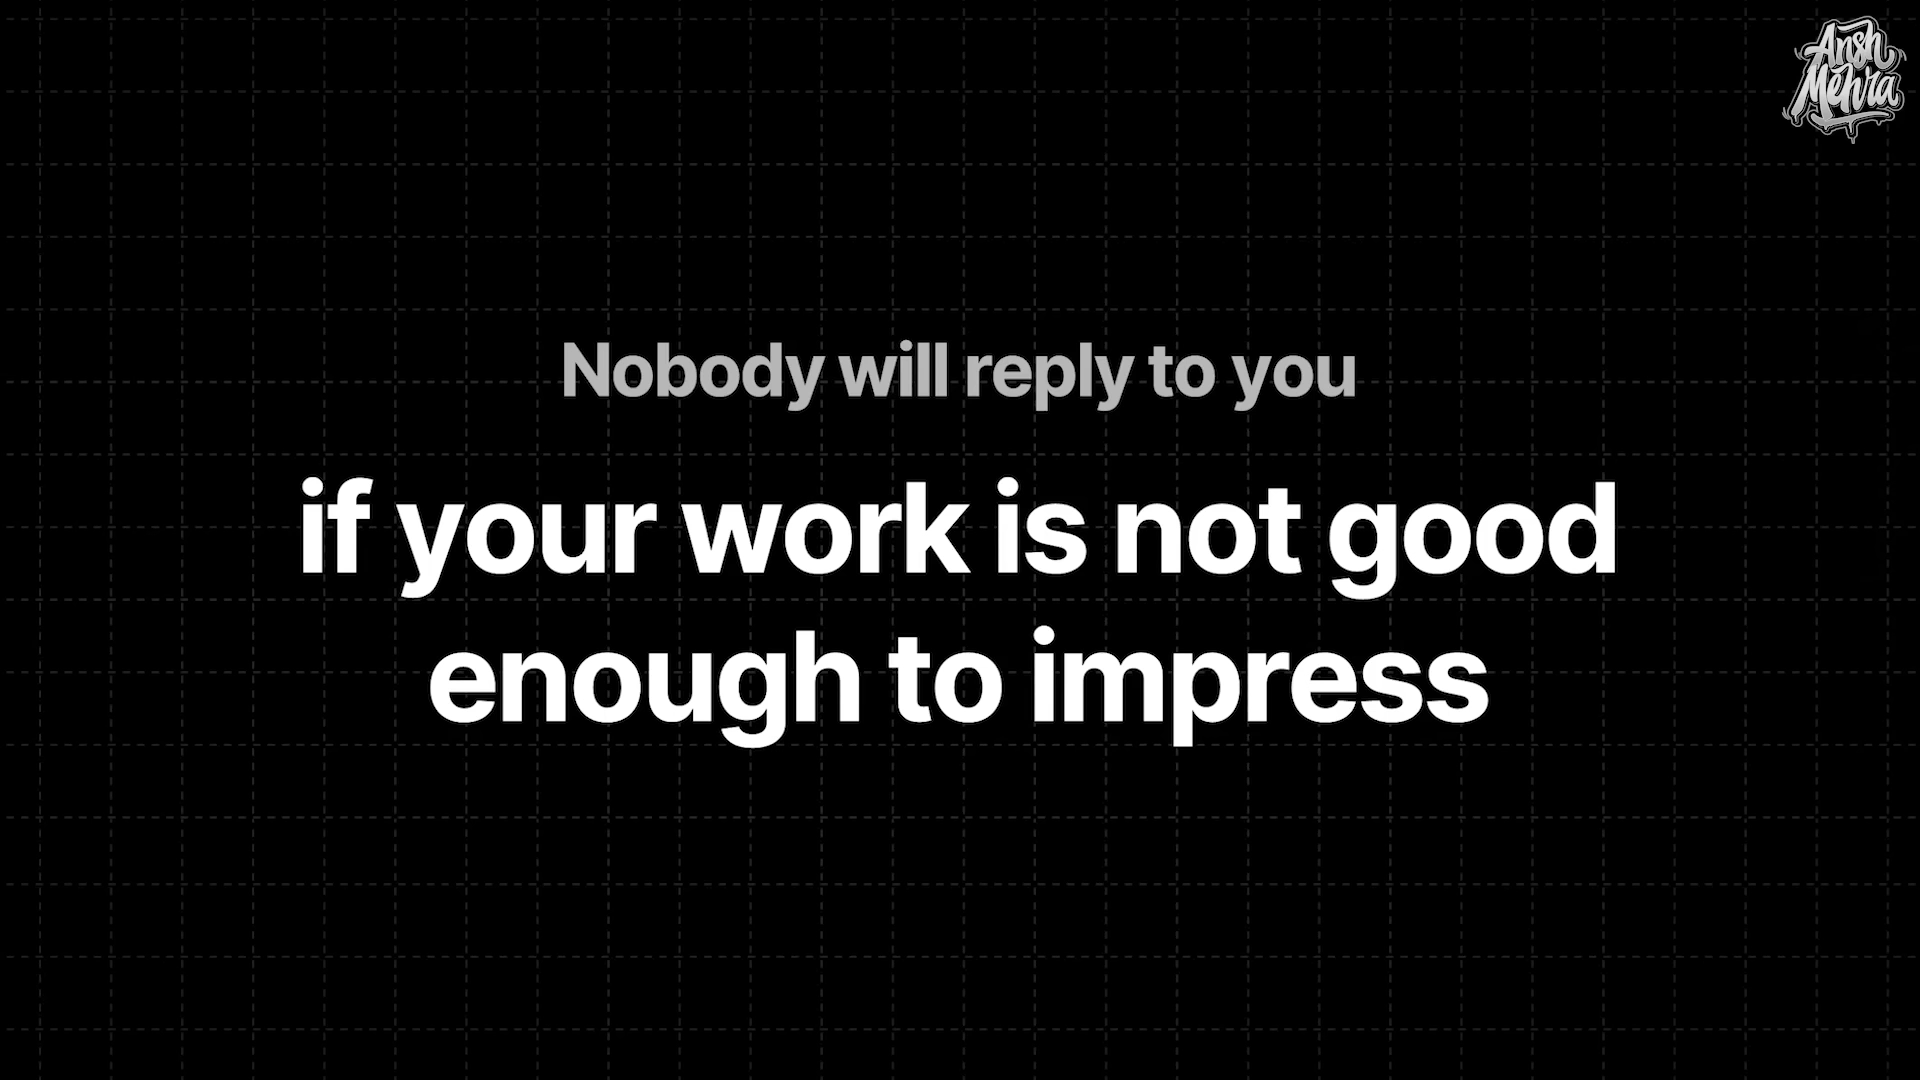 Ansh
Mehra
Nobody will reply to you
if your work is not good
enough to impress